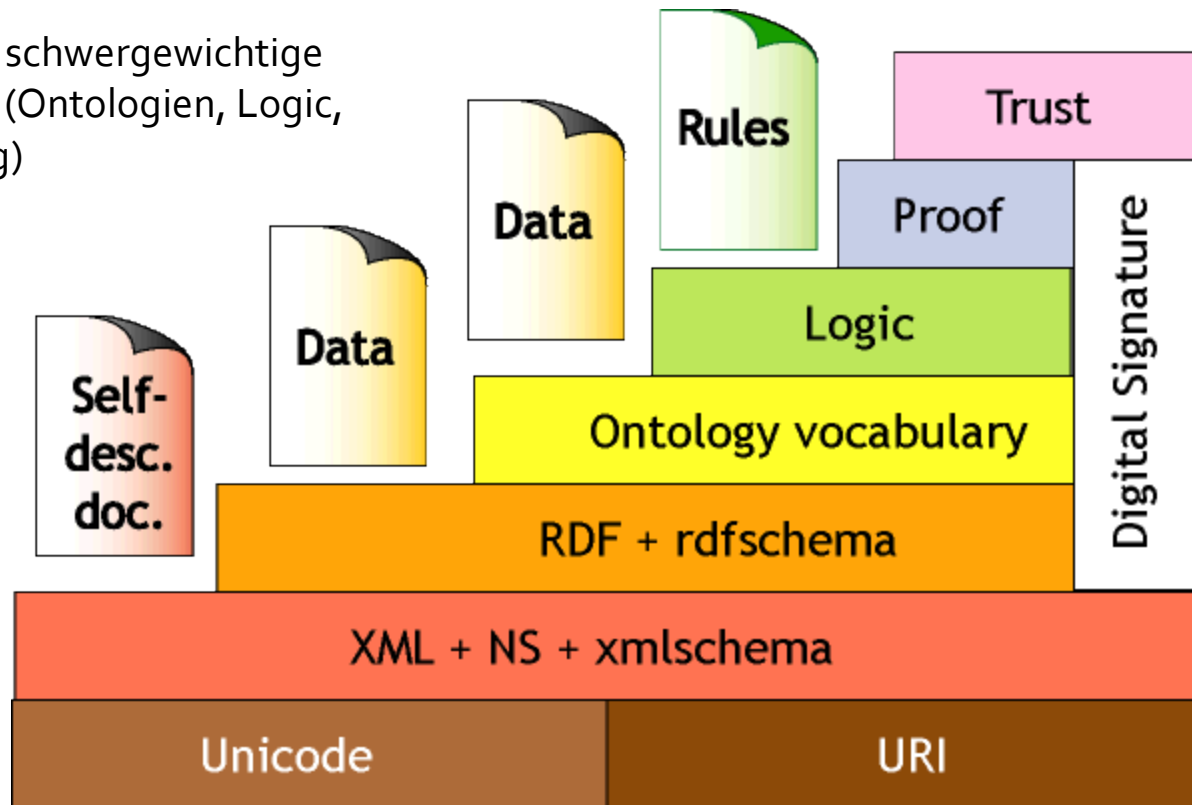 schwergewichtige
(Ontologien, Logic,
g)
Rules
Trust
Data
Proof
Data
Logic
Self-
desc.
doc.
Ontology vocabulary
Digital Signature
RDF + rdfschema
XML + NS + xmlschema
Unicode
URI